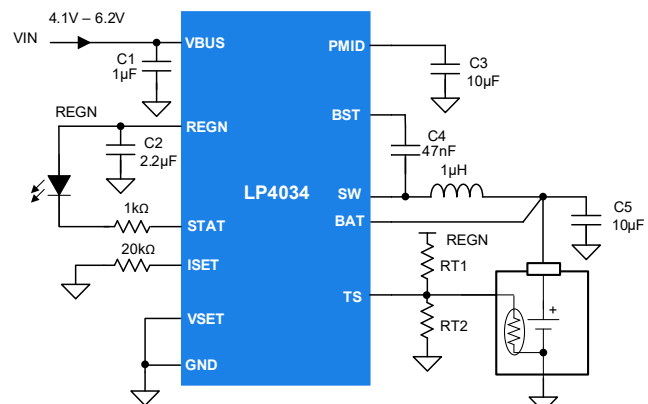 4.1V – 6.2V
VIN
VBUS
C1
1µF
PMID
C3
10µF
REGN
REGN
C2
2.2µF
BST
C4
47nF
1µH
LP4034
SW
BAT
C5
10µF
1kΩ
STAT
20kΩ
ISET
REGN
RT1
TS
RT2
VSET
GND
+